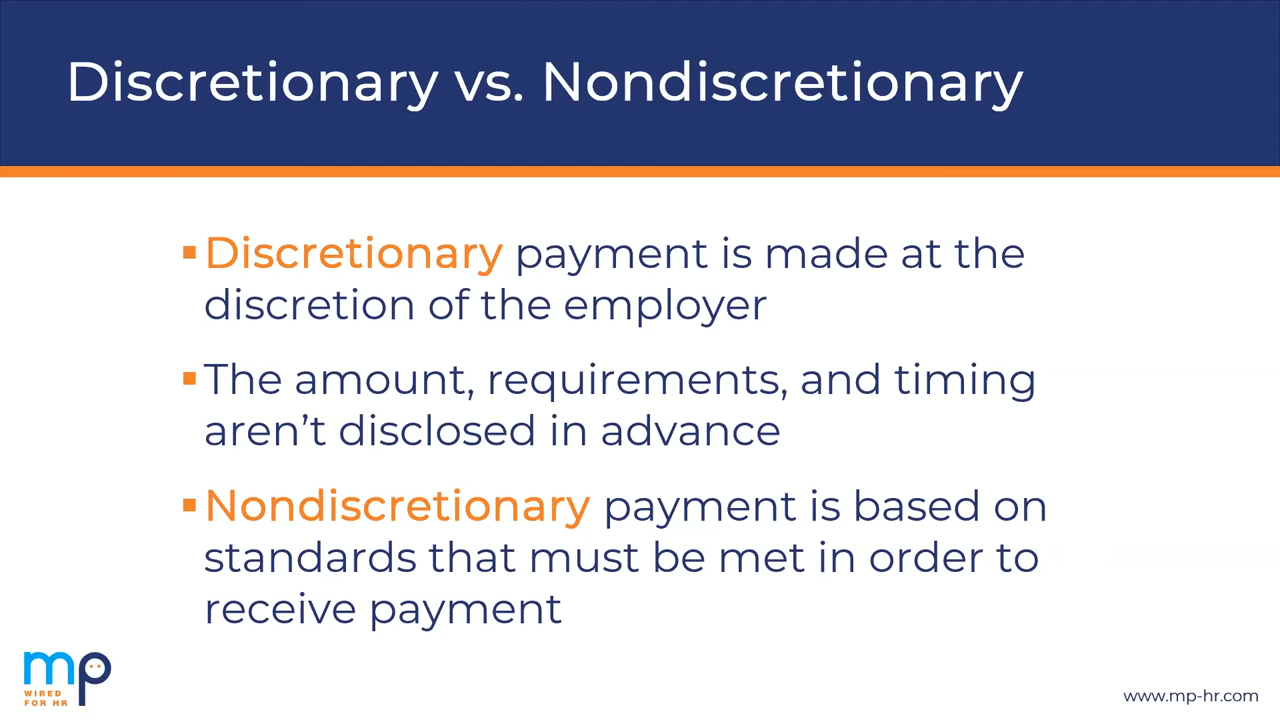 Discretionary vs. Nondiscretionary
▪Discretionary payment is made at the
discretion of the employer
▪The amount, requirements, and timing
aren’t disclosed in advance
▪Nondiscretionary payment is based on
standards that must be met in order to
receive payment
mp
WIRED
FOR HR
www.mp-hr.com